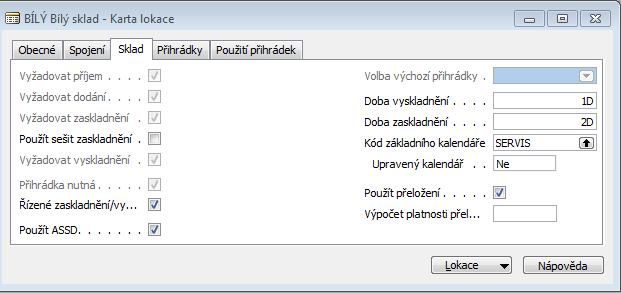 BÍLÝ Bílý sklad - Karta lokace
Obecné Spojení Sklad Přihrádky Použití přihrádek
Vyžadovat příjem . . . .
Vyžadovat dodání . . . .
Vyžadovat zaskladnění .
Použít sešit zaskladnění .
Vyžadovat vyskladnění .
Přihrádka nutná . . . . .
Řízené zaskladnění/vy...
Použít ASSD. . . . . . .
Volba výchozí přihrádky .
Doba vyskladnění . . . . 1D
Doba zaskladnění . . . . 2D
Kód základního kalendáře SERVIS
Upravený kalendář . . Ne
Použít přeložení . . . . .
Výpočet platnosti přel...
Lokace Nápověda